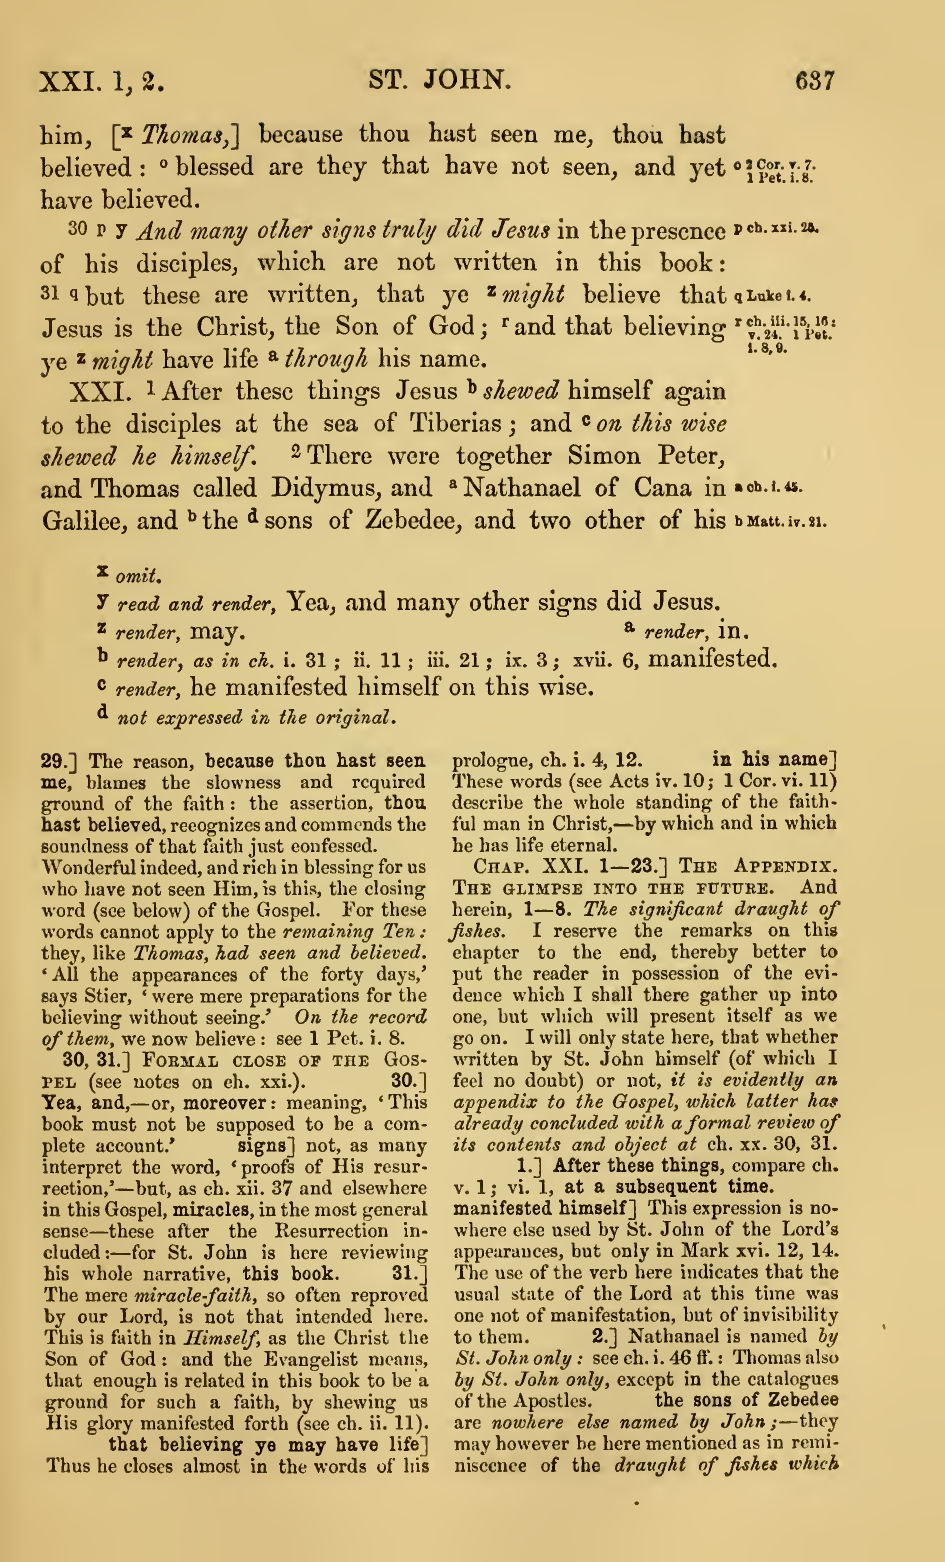 XXI. 1, 2. ST. JOHN. 637
him, [x Thomas,] because thou hast seen me, thou hast
believed : o blessed are they that have not seen, and yet o 2 Cor. v. 7. 1 Pet. i. 8.
have believed.
30 p y And many other signs truly did Jesus in the presence p ch. xxi. 25.
of his disciples, which are not written in this book :
31 q but these are written, that ye z might believe that q Luke i. 4.
Jesus is the Christ, the Son of God ; r and that believing r ch. iii. 15, 16: v. 24. 1 Pet. i. 8, 9.
ye z might have life a through his name.
XXI. 1 After these things Jesus b shewed himself again
to the disciples at the sea of Tiberias ; and c on this wise
shewed he himself. 2 There were together Simon Peter,
and Thomas called Didymus, and a Nathanael of Cana in a ch. i. 45.
Galilee, and b the d sons of Zebedee, and two other of his b Matt. iv. 21.
x omit.
y read and render, Yea, and many other signs did Jesus.
z render, may. a render, in.
b render, as in ch. i. 31 ; ii. 11 ; iii. 21 ; ix. 3 ; xvii. 6, manifested.
c render, he manifested himself on this wise.
d not expressed in the original.
29.] The reason, because thou hast seen
me, blames the slowness and required
ground of the faith : the assertion, thou
hast believed, recognizes and commends the
soundness of that faith just confessed.
Wonderful indeed, and rich in blessing for us
who have not seen Him, is this, the closing
word (see below) of the Gospel. For these
words cannot apply to the remaining Ten :
they, like Thomas, had seen and believed.
‘ All the appearances of the forty days,’
says Stier, ‘ were mere preparations for the
believing without seeing.’ On the record
of them, we now believe : see 1 Pet. i. 8.
30, 31.] FORMAL CLOSE OF THE GOS-
PEL (see notes on ch. xxi.). 30.]
Yea, and,—or, moreover : meaning, ‘ This
book must not be supposed to be a com-
plete account.’ signs] not, as many
interpret the word, ‘ proofs of His resur-
rection,’—but, as ch. xii. 37 and elsewhere
in this Gospel, miracles, in the most general
sense—these after the Resurrection in-
cluded :—for St. John is here reviewing
his whole narrative, this book. 31.]
The mere miracle-faith, so often reproved
by our Lord, is not that intended here.
This is faith in Himself, as the Christ the
Son of God : and the Evangelist means,
that enough is related in this book to be a
ground for such a faith, by shewing us
His glory manifested forth (see ch. ii. 11).
that believing ye may have life]
Thus he closes almost in the words of his
prologue, ch. i. 4, 12. in his name]
These words (see Acts iv. 10 ; 1 Cor. vi. 11)
describe the whole standing of the faith-
ful man in Christ,—by which and in which
he has life eternal.
CHAP. XXI. 1—23.] THE APPENDIX.
THE GLIMPSE INTO THE FUTURE. And
herein, 1—8. The significant draught of
fishes. I reserve the remarks on this
chapter to the end, thereby better to
put the reader in possession of the evi-
dence which I shall there gather up into
one, but which will present itself as we
go on. I will only state here, that whether
written by St. John himself (of which I
feel no doubt) or not, it is evidently an
appendix to the Gospel, which latter has
already concluded with a formal review of
its contents and object at ch. xx. 30, 31.
1.] After these things, compare ch.
v. 1 ; vi. 1, at a subsequent time.
manifested himself] This expression is no-
where else used by St. John of the Lord’s
appearances, but only in Mark xvi. 12, 14.
The use of the verb here indicates that the
usual state of the Lord at this time was
one not of manifestation, but of invisibility
to them. 2.] Nathanael is named by
St. John only : see ch. i. 46 ff. : Thomas also
by St. John only, except in the catalogues
of the Apostles. the sons of Zebedee
are nowhere else named by John ;—they
may however be here mentioned as in remi-
niscence of the draught of fishes which